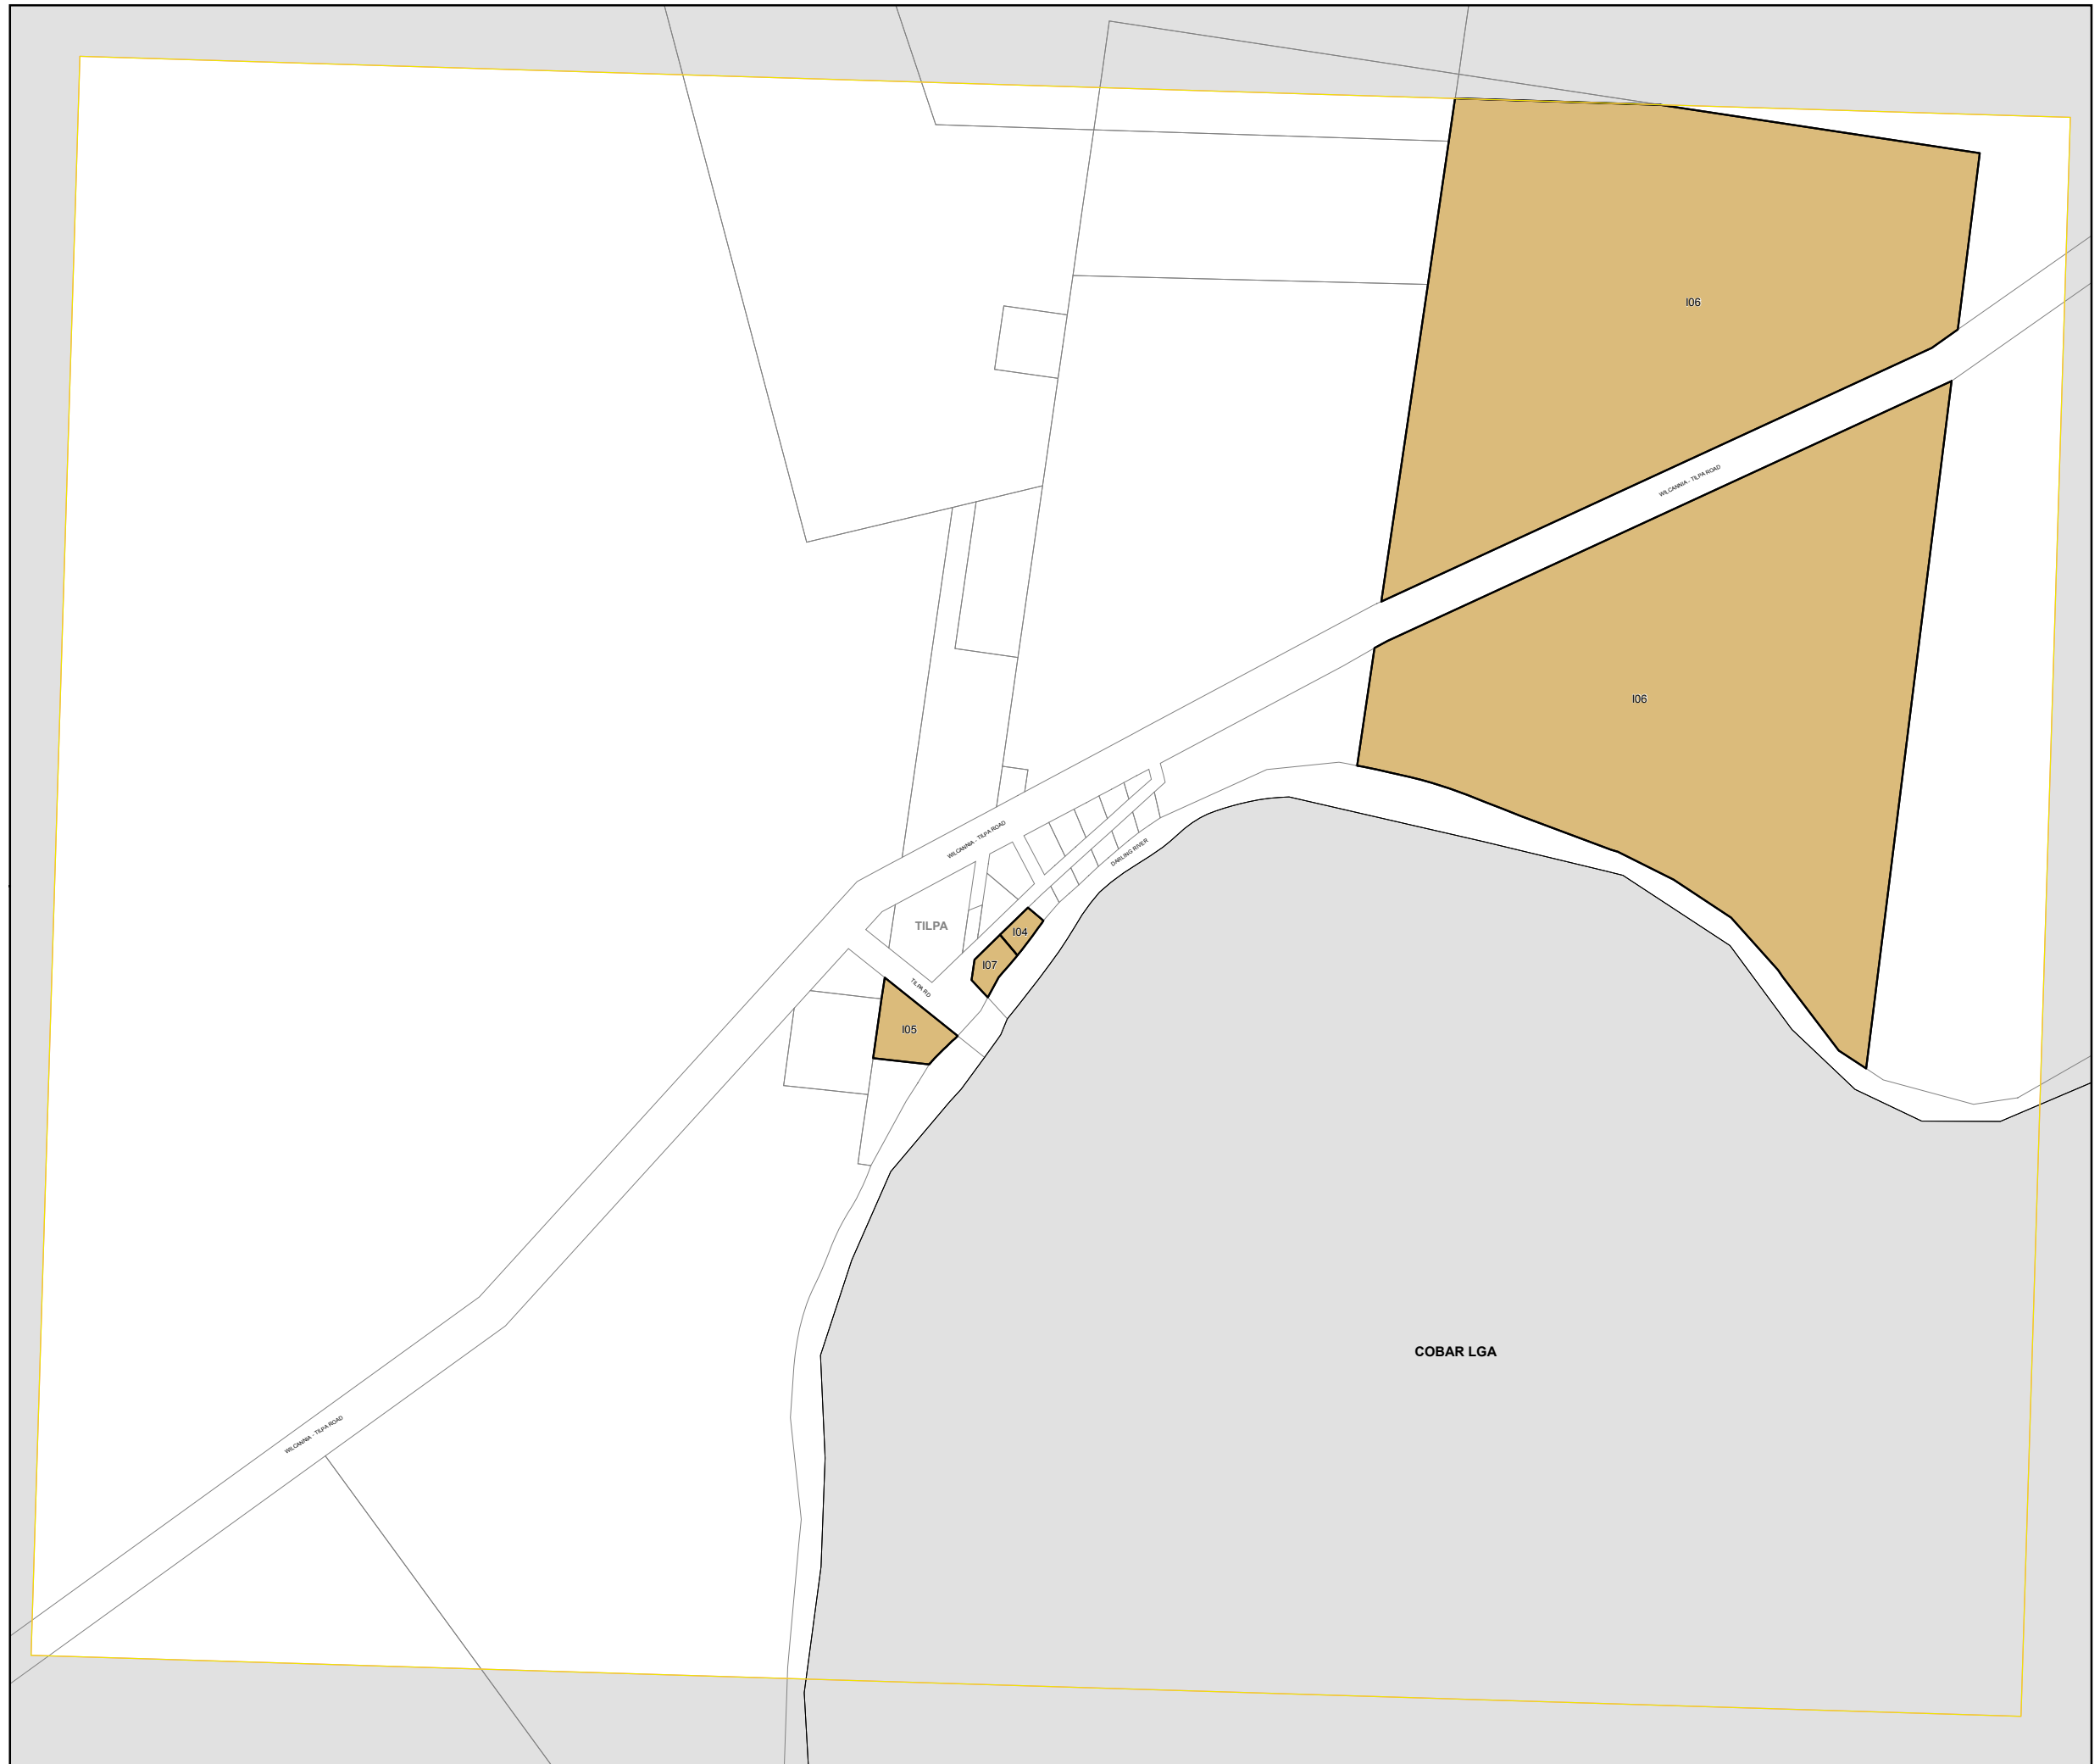 I06
WILCANNIA - TILPA ROAD
I06
WILCANNIA - TILPA ROAD
DARLING RIVER
TILPA
I04
I07
TILPA RD
I05
COBAR LGA
WILCANNIA - TILPA ROAD